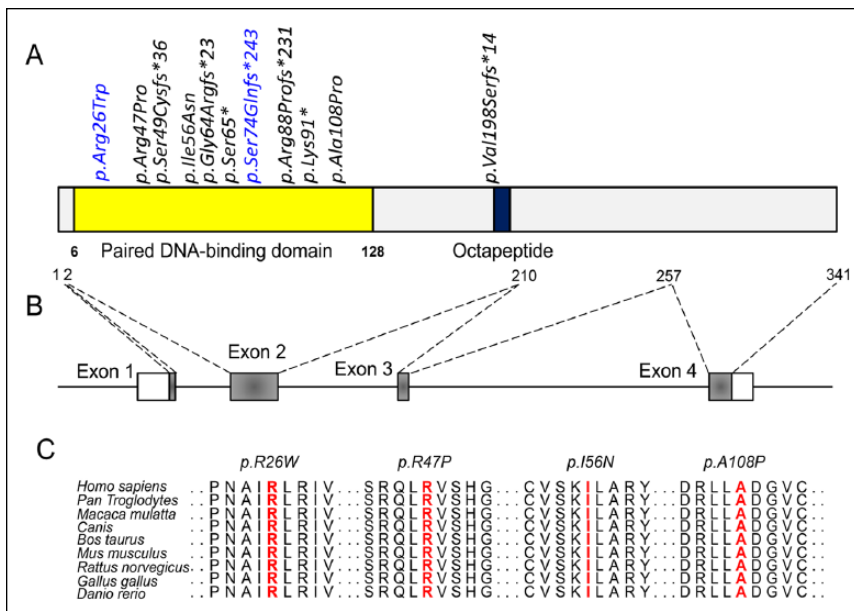 A
p.Arg26Trp
p.Arg47Pro
p.Ser49Cysfs*36
p.Ile56Asn
p.Gly64Argfs*23
p.Ser65*
p.Ser74Glnfs*243
p.Arg88Profs*231
p.Lys91*
p.Ala108Pro
p.Val198Serfs*14
6 Paired DNA-binding domain 128 Octapeptide
1 2 210 257 341
B
Exon 1 Exon 2 Exon 3 Exon 4
C
p.R26W p.R47P p.I56N p.A108P
Homo sapiens ..PNAIRLRIV...SRQLRVSHG...CVSKILARY...DRLLADGVC..
Pan Troglodytes ..PNAIRLRIV...SRQLRVSHG...CVSKILARY...DRLLADGVC..
Macaca mulatta ..PNAIRLRIV...SRQLRVSHG...CVSKILARY...DRLLADGVC..
Canis ..PNAIRLRIV...SRQLRVSHG...CVSKILARY...DRLLADGVC..
Bos taurus ..PNAIRLRIV...SRQLRVSHG...CVSKILARY...DRLLADGVC..
Mus musculus ..PNAIRLRIV...SRQLRVSHG...CVSKILARY...DRLLADGVC..
Rattus norvegicus ..PNAIRLRIV...SRQLRVSHG...CVSKILARY...DRLLADGVC..
Gallus gallus ..PNAIRLRIV...SRQLRVSHG...CVSKILARY...DRLLADGVC..
Danio rerio ..PNAIRLRIV...SRQLRVSHG...CVSKILARY...DRLLADGVC..